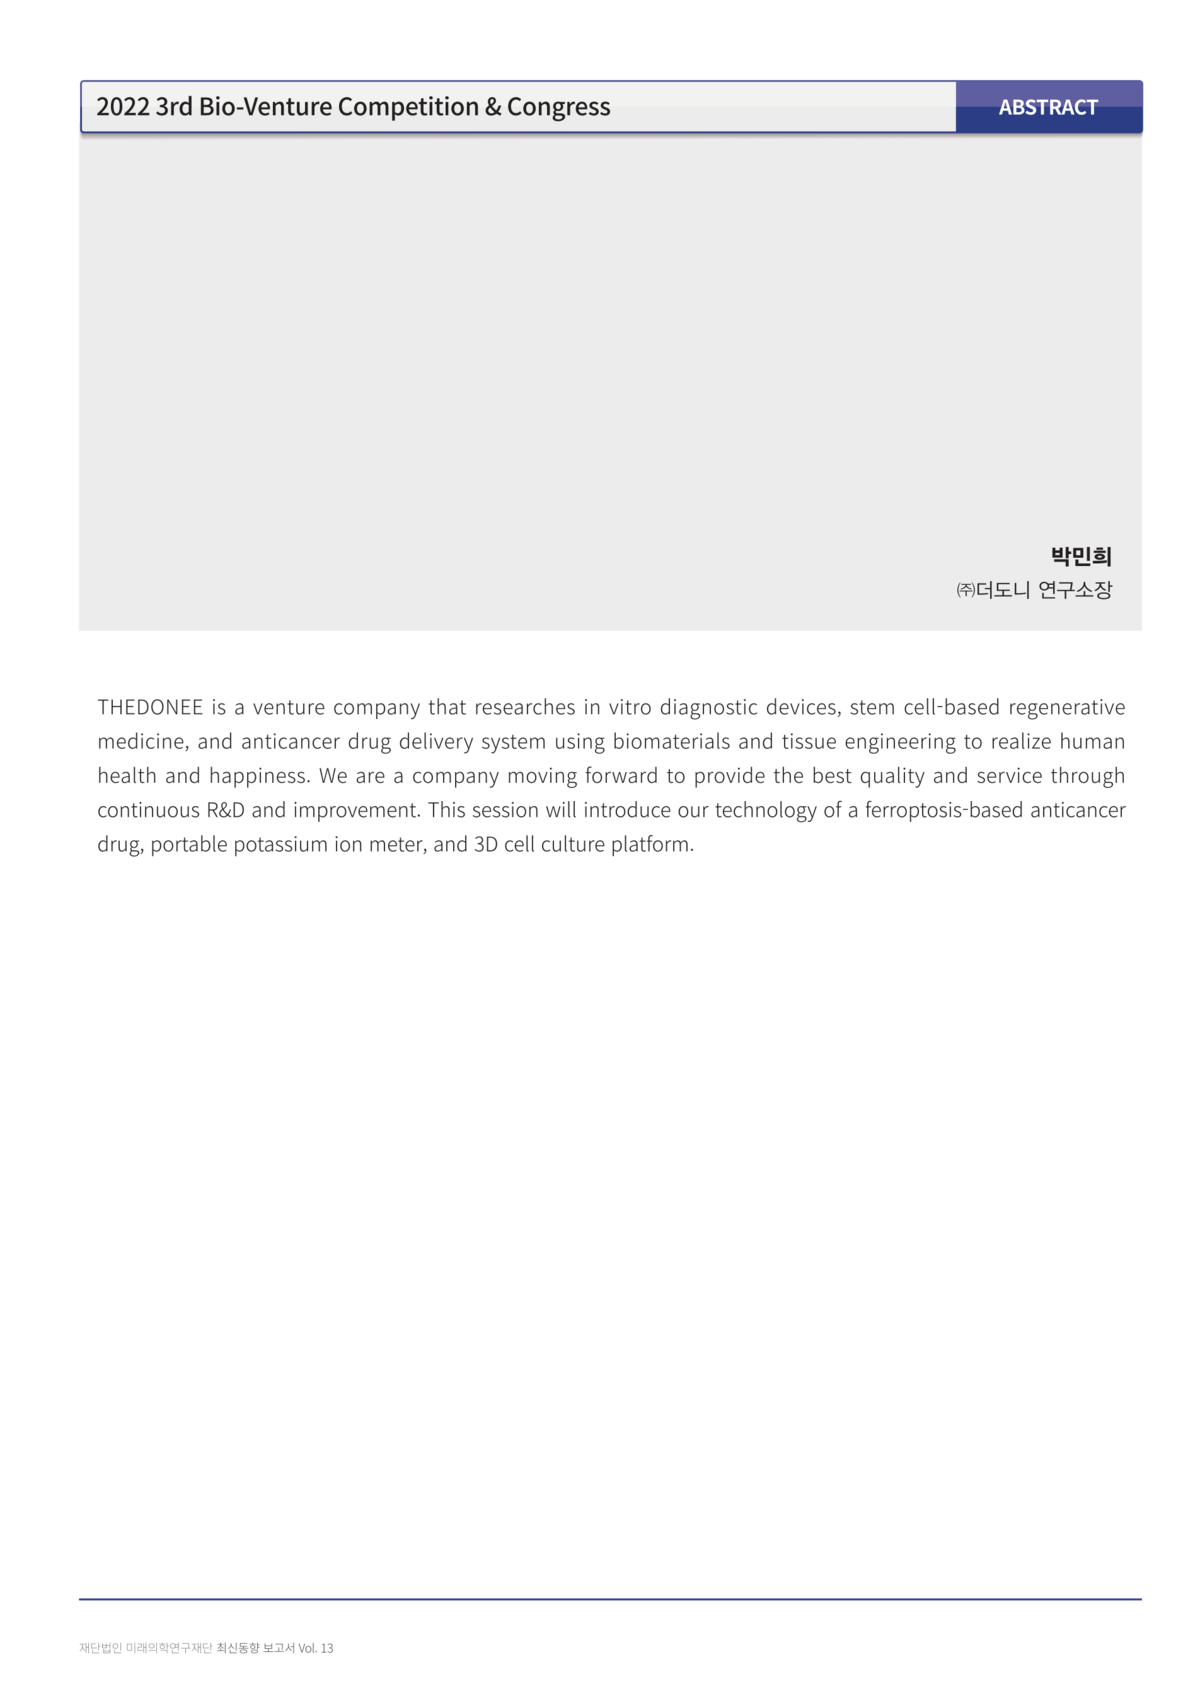 2022 3rd Bio-Venture Competition & Congress
ABSTRACT
박민희
㈜더도니 연구소장
THEDONEE is a venture company that researches in vitro diagnostic devices, stem cell-based regenerative
medicine, and anticancer drug delivery system using biomaterials and tissue engineering to realize human
health and happiness. We are a company moving forward to provide the best quality and service through
continuous R&D and improvement. This session will introduce our technology of a ferroptosis-based anticancer
drug, portable potassium ion meter, and 3D cell culture platform.
재단법인 미래의학연구재단 최신동향 보고서 Vol. 13